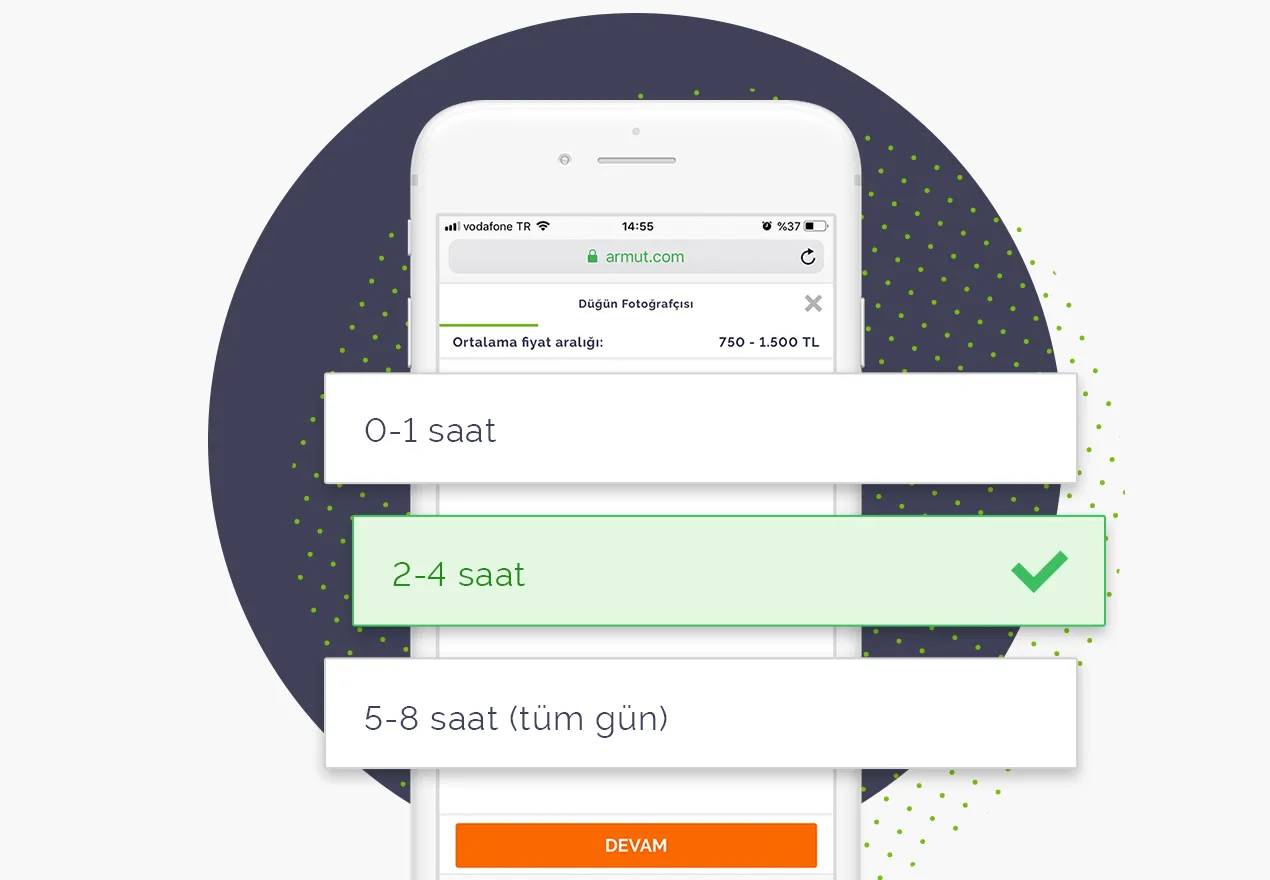 vodafone TR 14:55 %37
armut.com
Düğün Fotoğrafçısı
Ortalama fiyat aralığı: 750 - 1.500 TL
0-1 saat
2-4 saat
5-8 saat (tüm gün)
DEVAM